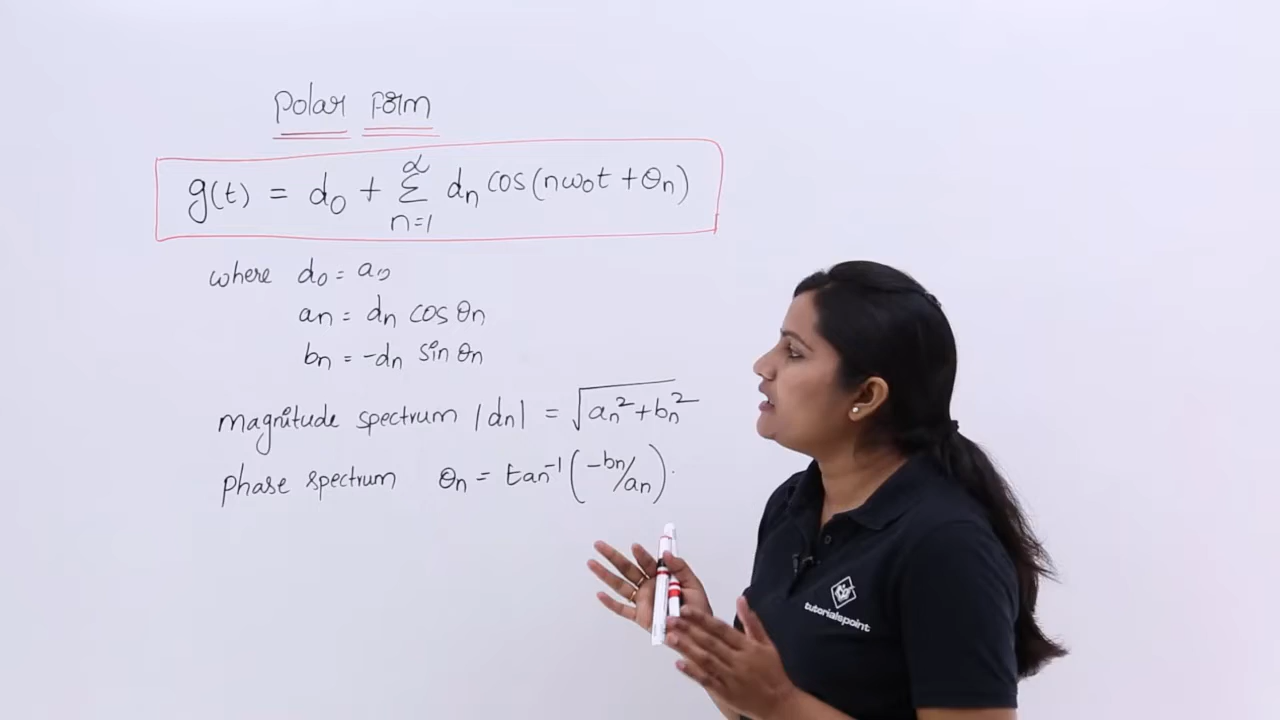 Polar Form
g(t) = d₀ + ∑ₙ₌₁^∞ dₙ cos(nω₀t + θₙ)
where d₀ = a₀
aₙ = dₙ cos θₙ
bₙ = -dₙ sin θₙ
magnitude spectrum |dₙ| = √(aₙ² + bₙ²)
phase spectrum θₙ = tan⁻¹(-bₙ/aₙ).
tutorialspoint